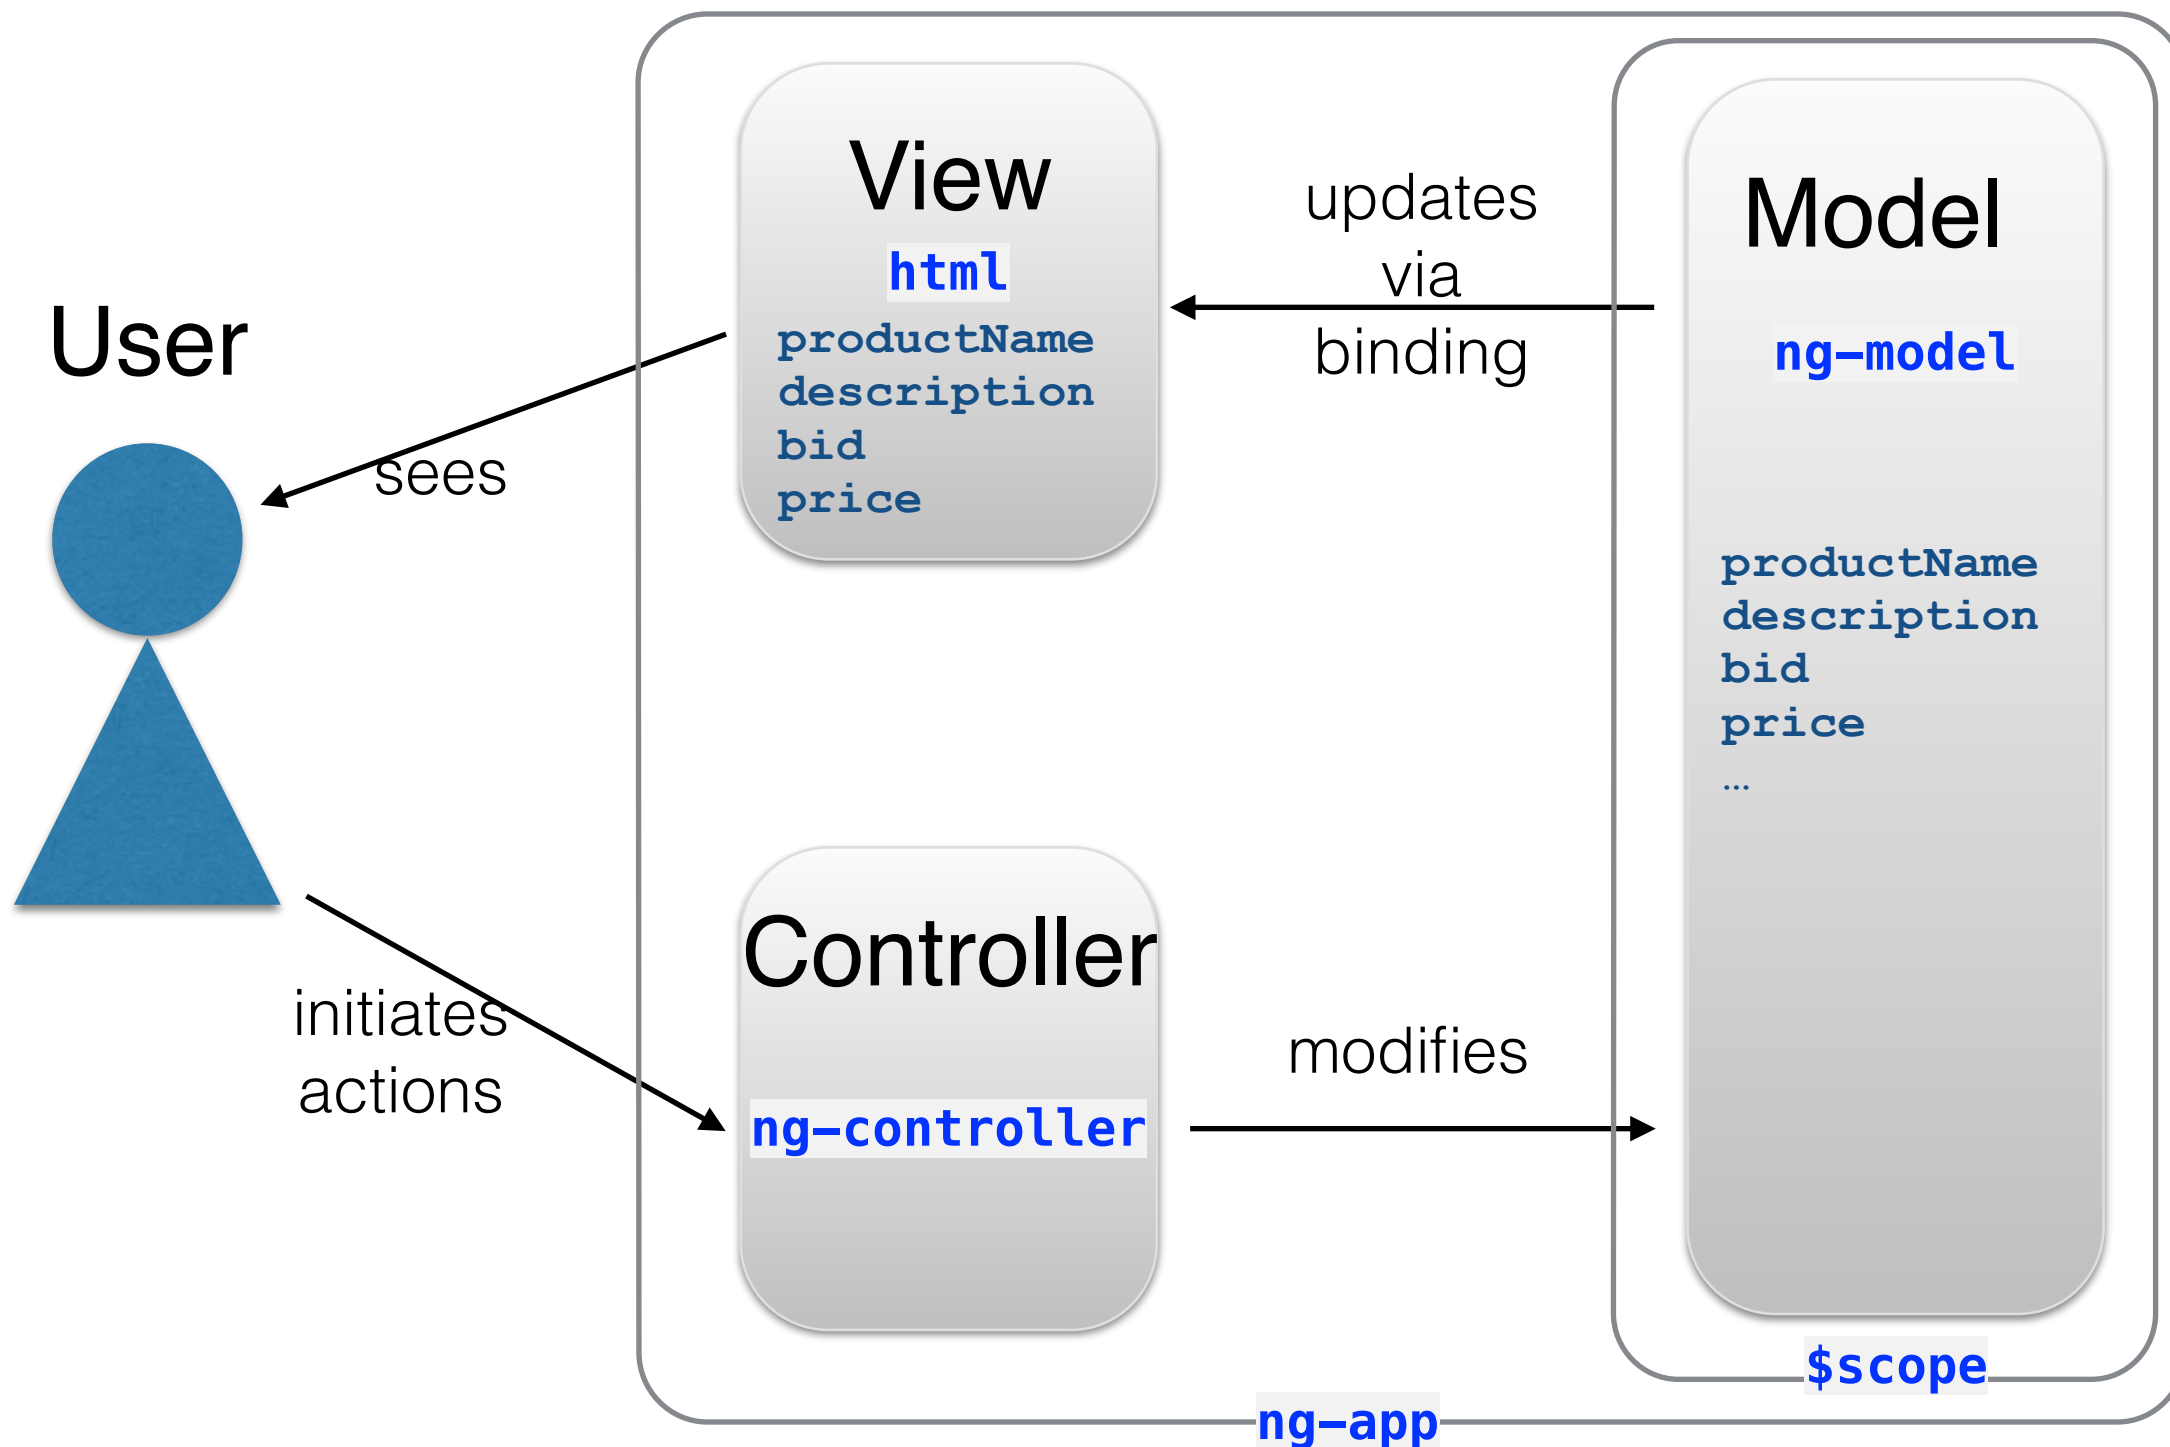 User
sees
initiates
actions
View
html
productName
description
bid
price
updates
via
binding
Controller
ng-controller
modifies
Model
ng-model
productName
description
bid
price
…
$scope
ng-app